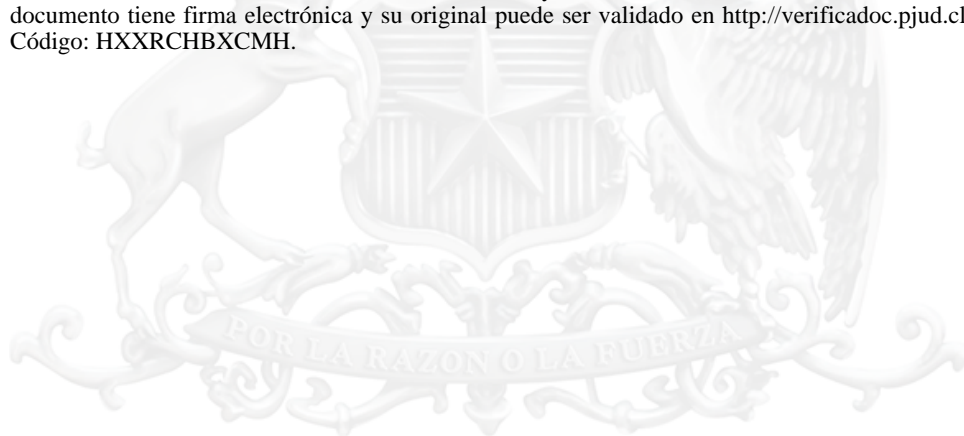 documento tiene firma electrónica y su original puede ser validado en http://verificadoc.pjud.cl
Código: HXXRCHBXCMH.
POR LA RAZON O LA FUERZA